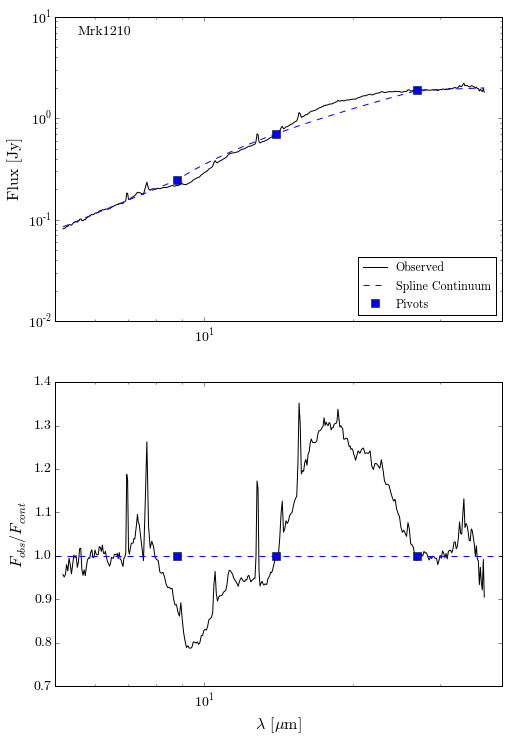 10^1
Mrk1210
10^0
Flux [Jy]
10^-1
Observed
Spline Continuum
Pivots
10^-2
10^1
1.4
1.3
1.2
1.1
F_obs/F_cont
1.0
0.9
0.8
0.7
10^1
λ [μm]